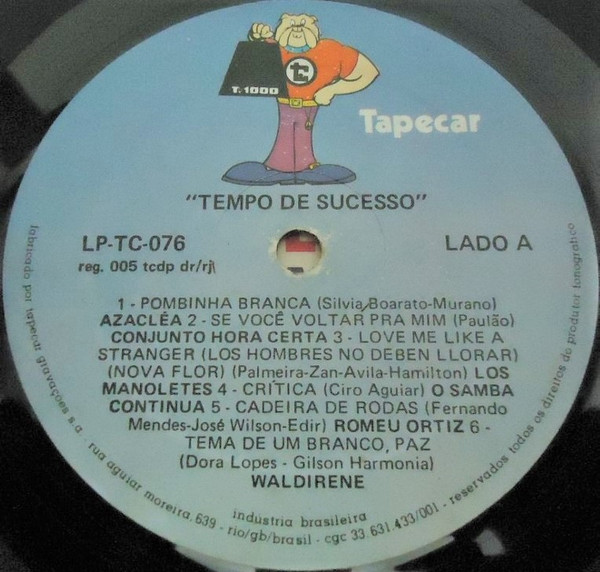 T.1000
Tapecar
"TEMPO DE SUCESSO"
LP-TC-076
LADO A
reg. 005 tcdp dr/rj\
1 - POMBINHA BRANCA (Silvia Boarato-Murano)
AZACLÉA 2 - SE VOCÊ VOLTAR PRA MIM (Paulão)
CONJUNTO HORA CERTA 3 - LOVE ME LIKE A
STRANGER (LOS HOMBRES NO DEBEN LLORAR)
(NOVA FLOR) (Palmeira-Zan-Avila-Hamilton) LOS
MANOLETES 4 - CRÍTICA (Ciro Aguiar) O SAMBA
CONTINUA 5 - CADEIRA DE RODAS (Fernando
Mendes-José Wilson-Edir) ROMEU ORTIZ 6 -
TEMA DE UM BRANCO, PAZ
(Dora Lopes - Gilson Harmonia)
WALDIRENE
industria brasileira
fabricado por tapecar gravações s.a. - rua aguiar moreira, 639 - rio/gb/brasil - cgc 33.631.433/001 - reservados todos os direitos do produtor fonográfico